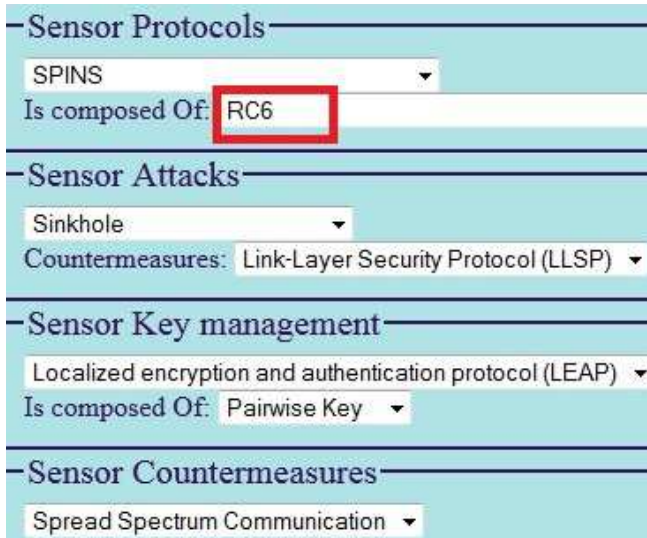 Sensor Protocols
SPINS
Is composed Of: RC6
Sensor Attacks
Sinkhole
Countermeasures: Link-Layer Security Protocol (LLSP)
Sensor Key management
Localized encryption and authentication protocol (LEAP)
Is composed Of: Pairwise Key
Sensor Countermeasures
Spread Spectrum Communication